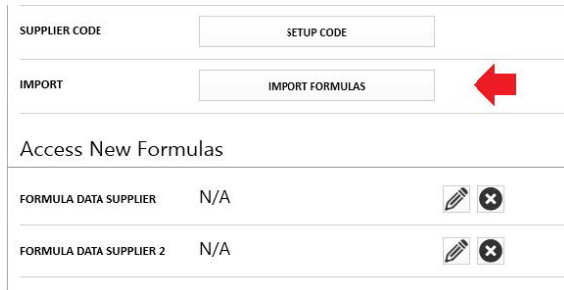 SUPPLIER CODE SETUP CODE
IMPORT IMPORT FORMULAS
Access New Formulas
FORMULA DATA SUPPLIER N/A
FORMULA DATA SUPPLIER 2 N/A